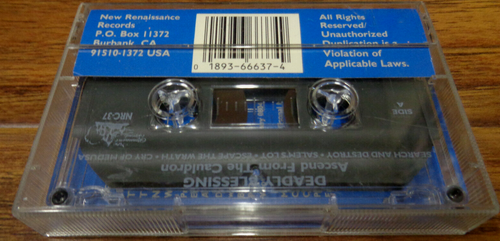 New Renaissance
Records
P.O. Box 11372
Burbank, CA
91510-1372 USA
0 1893-66637-4
All Rights
Reserved/
Unauthorized
Duplication is a
Violation of
Applicable Laws.
SIDE
A
NRC37
DEADLY BLESSING
Ascend From The Cauldron
SEARCH AND DESTROY · SALEM'S LOT · ESCAPE THE WRATH · CRY OF MEDUSA